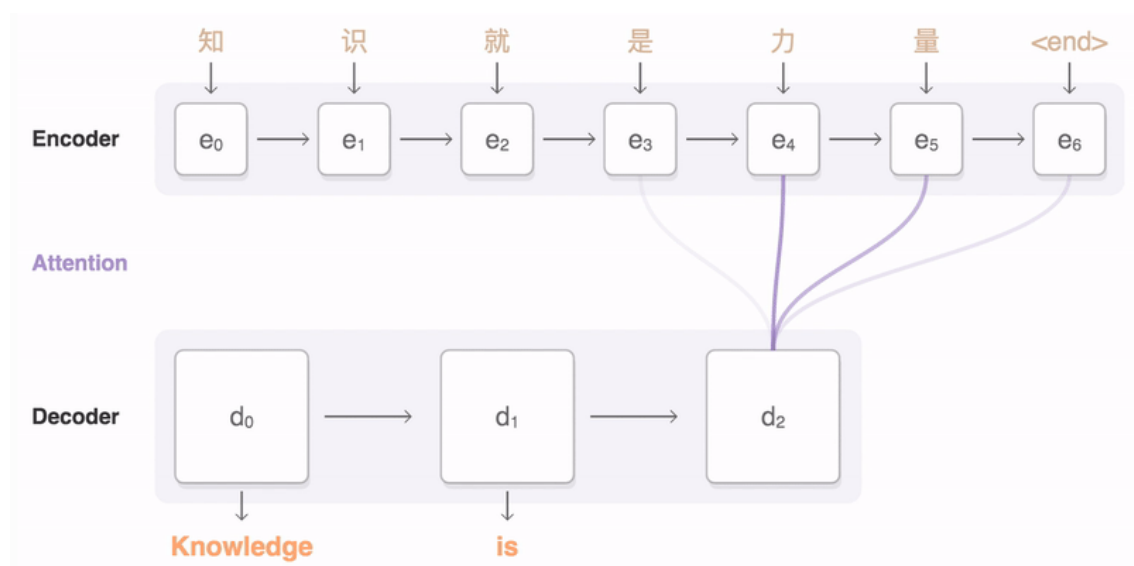 知 识 就 是 力 量 <end>
Encoder e₀ e₁ e₂ e₃ e₄ e₅ e₆
Attention
Decoder d₀ d₁ d₂
Knowledge is